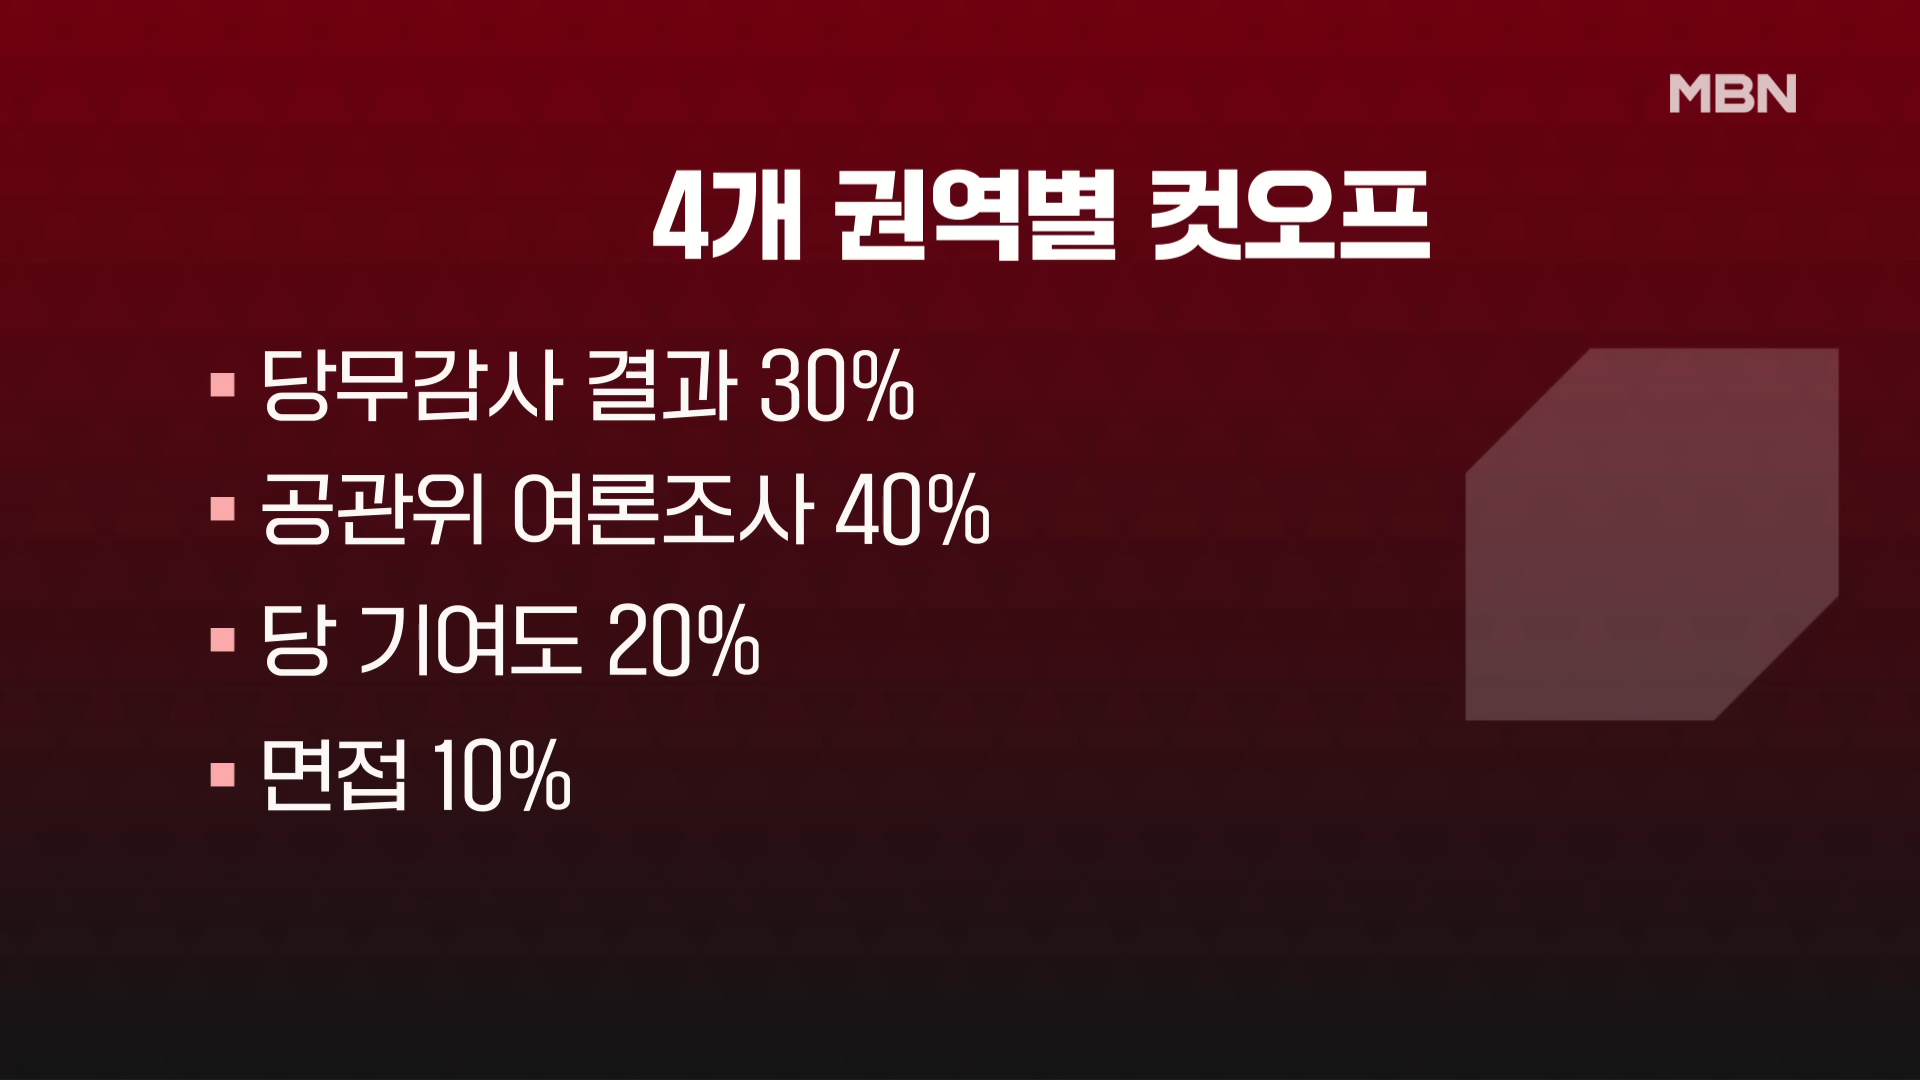 MBN
4개 권역별 컷오프
▪ 당무감사 결과 30%
▪ 공관위 여론조사 40%
▪ 당 기여도 20%
▪ 면접 10%